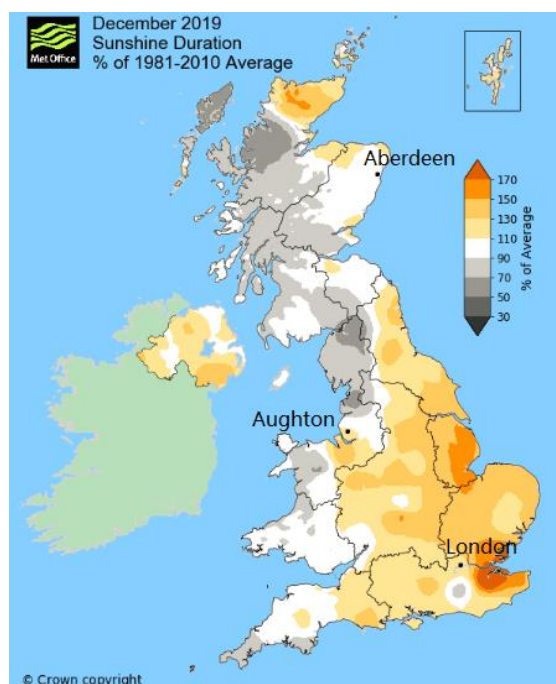 December 2019
Sunshine Duration
% of 1981-2010 Average
Met Office
Aberdeen
170
150
130
110
90
70
50
30
% of Average
Aughton
London
© Crown copyright